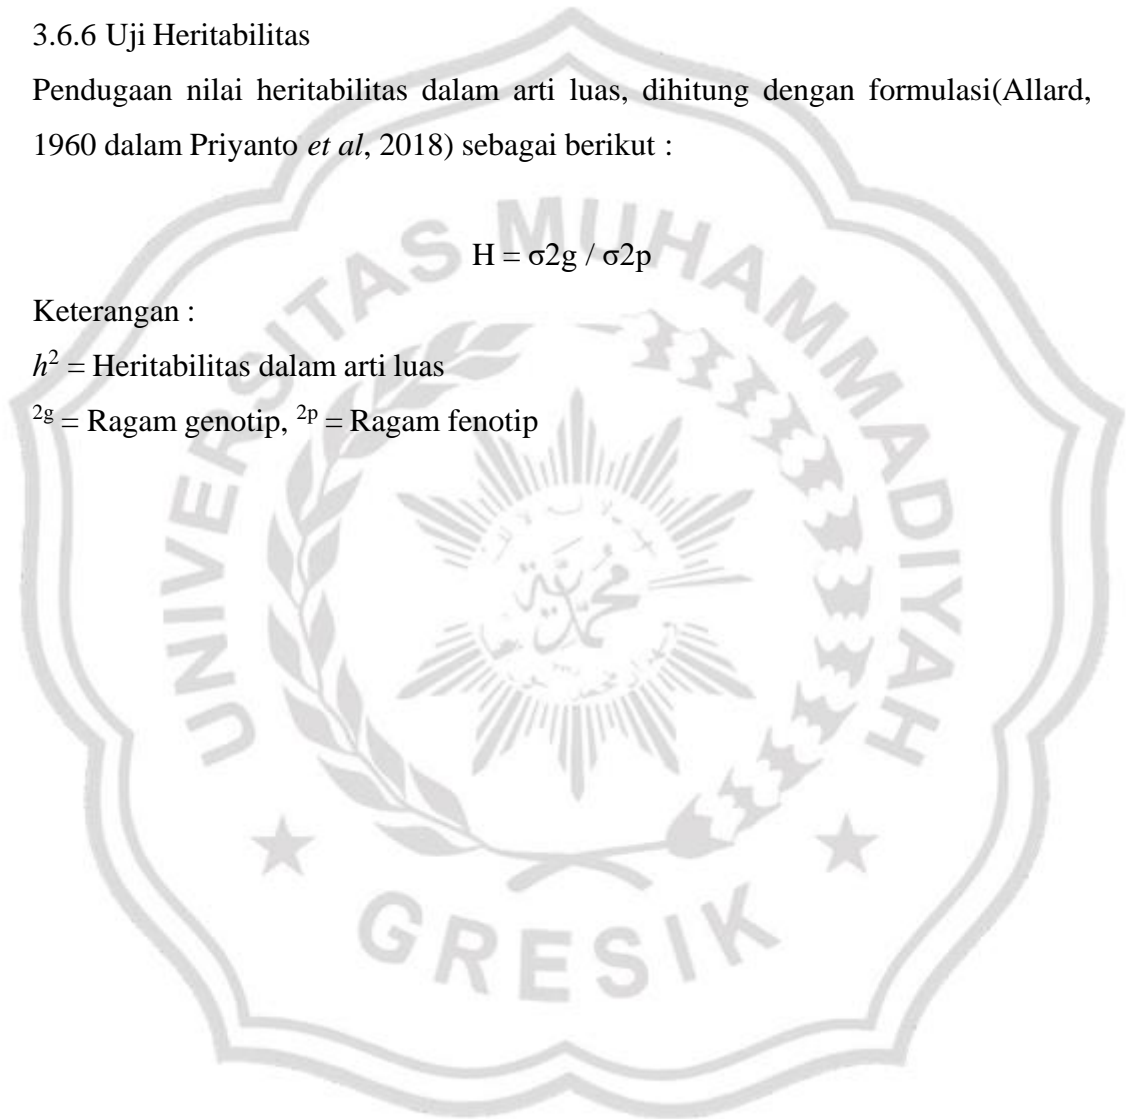 3.6.6 Uji Heritabilitas
Pendugaan nilai heritabilitas dalam arti luas, dihitung dengan formulasi(Allard,
1960 dalam Priyanto et al, 2018) sebagai berikut :
H = σ2g / σ2p
Keterangan :
h² = Heritabilitas dalam arti luas
²ᵍ = Ragam genotip, ²ᵖ = Ragam fenotip
UNIVERSITAS MUHAMMADIYAH
GRESIK